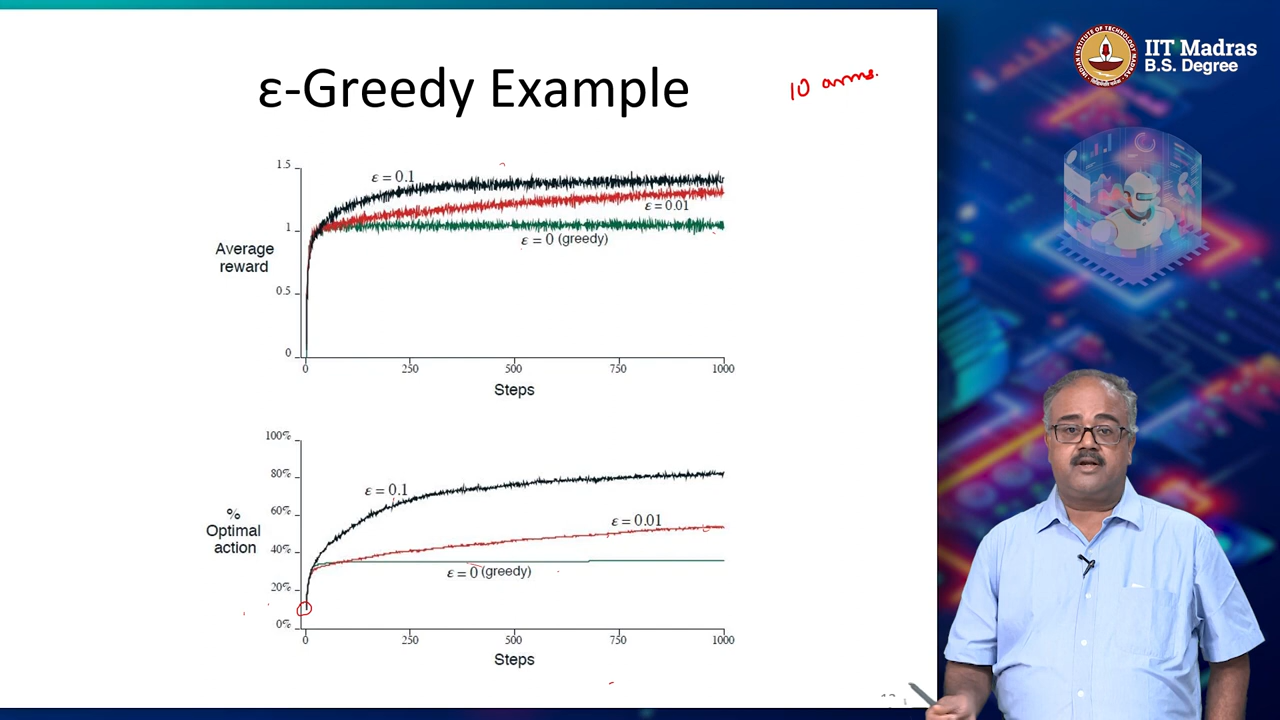 ε-Greedy Example
10 arms.
IIT Madras
B.S. Degree
1.5
1
0.5
0
ε = 0.1
ε = 0.01
ε = 0 (greedy)
Average
reward
0
250
500
750
1000
Steps
100%
80%
60%
40%
20%
0%
ε = 0.1
ε = 0.01
ε = 0 (greedy)
%
Optimal
action
0
250
500
750
1000
Steps